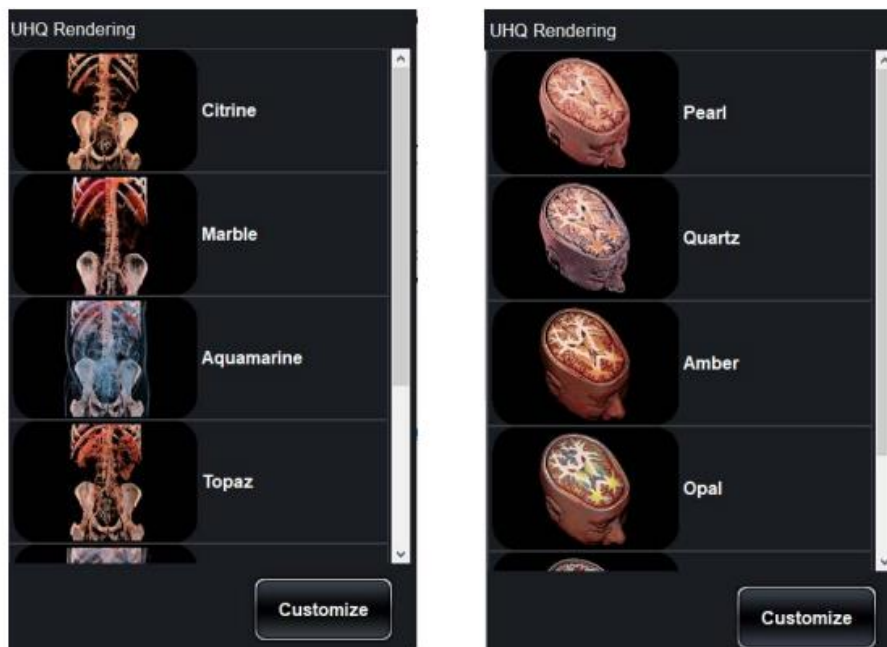 UHQ Rendering
Citrine
Marble
Aquamarine
Topaz
Customize
UHQ Rendering
Pearl
Quartz
Amber
Opal
Customize